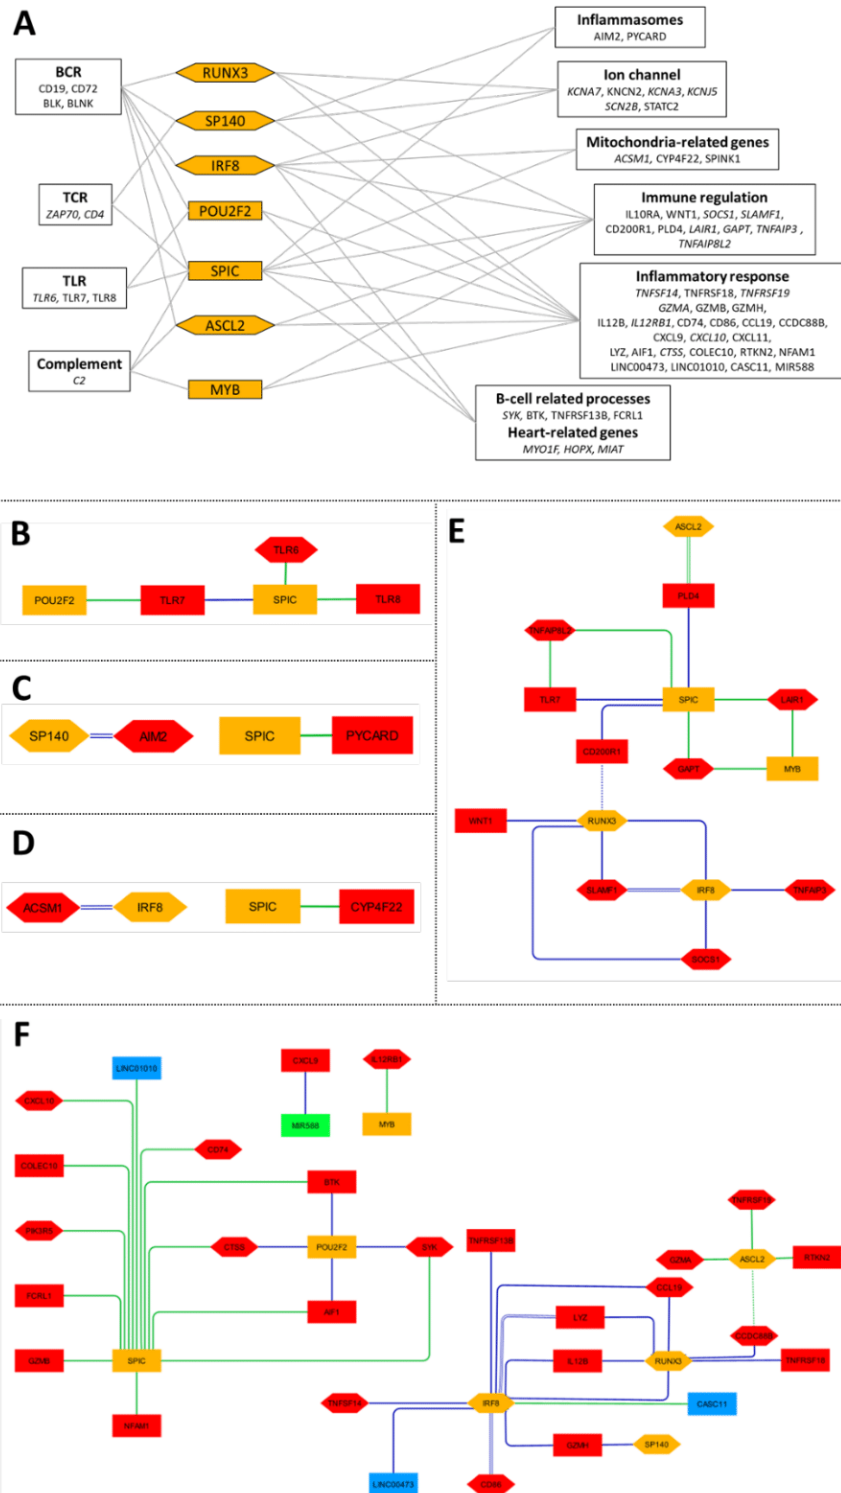 A
BCR
CD19, CD72
BLK, BLNK
TCR
ZAP70, CD4
TLR
TLR6, TLR7, TLR8
Complement
C2
RUNX3
SP140
IRF8
POU2F2
SPIC
ASCL2
MYB
Inflammasomes
AIM2, PYCARD
Ion channel
KCNA7, KNCN2, KCNA3, KCNJ5
SCN2B, STATC2
Mitochondria-related genes
ACSM1, CYP4F22, SPINK1
Immune regulation
IL10RA, WNT1, SOCS1, SLAMF1,
CD200R1, PLD4, LAIR1, GAPT, TNFAIP3 ,
TNFAIP8L2
Inflammatory response
TNFSF14, TNFRSF18, TNFRSF19
GZMA, GZMB, GZMH,
IL12B, IL12RB1, CD74, CD86, CCL19, CCDC88B,
CXCL9, CXCL10, CXCL11,
LYZ, AIF1, CTSS, COLEC10, RTKN2, NFAM1
LINC00473, LINC01010, CASC11, MIR588
B-cell related processes
SYK, BTK, TNFRSF13B, FCRL1
Heart-related genes
MYO1F, HOPX, MIAT
B
TLR6
POU2F2
TLR7
SPIC
TLR8
C
SP140
AIM2
SPIC
PYCARD
D
ACSM1
IRF8
SPIC
CYP4F22
E
ASCL2
PLD4
TNFAIP8L2
TLR7
SPIC
LAIR1
CD200R1
GAPT
MYB
WNT1
RUNX3
SLAMF1
IRF8
TNFAIP3
SOCS1
F
LINC01010
CXCL9
IL12RB1
CXCL10
MIR588
MYB
CD74
COLEC10
BTK
PIK3R5
CTSS
POU2F2
SYK
FCRL1
AIF1
GZMB
SPIC
NFAM1
TNFRSF13B
TNFRSF19
GZMA
ASCL2
RTKN2
CCL19
LYZ
CCDC88B
IL12B
RUNX3
TNFRSF18
TNFSF14
IRF8
CASC11
GZMH
SP140
LINC00473
CD86